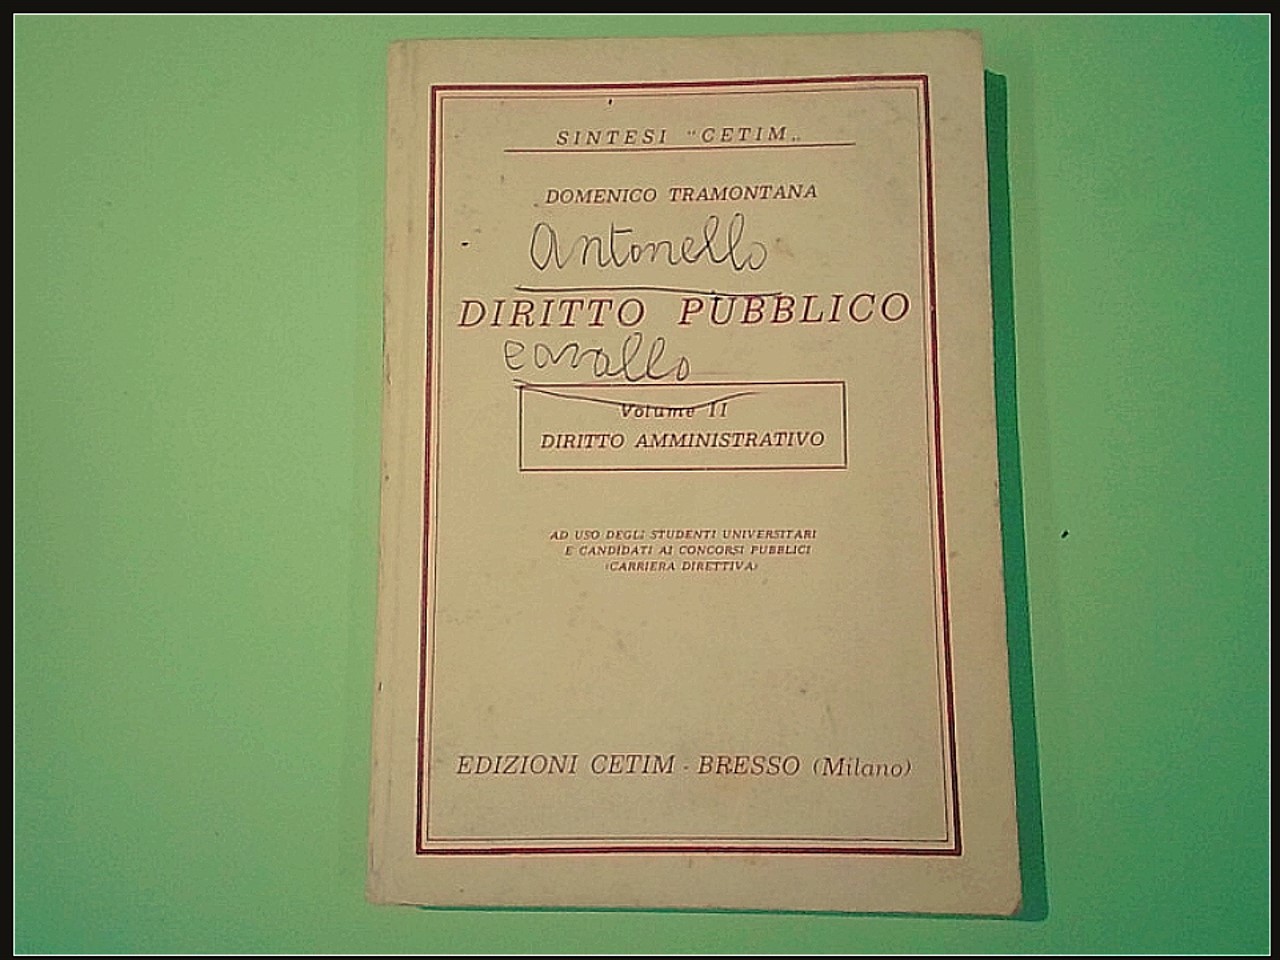 SINTESI "CETIM„
DOMENICO TRAMONTANA
Antonello
DIRITTO PUBBLICO
cavallo
Volume II
DIRITTO AMMINISTRATIVO
AD USO DEGLI STUDENTI UNIVERSITARI
E CANDIDATI AI CONCORSI PUBBLICI
(CARRIERA DIRETTIVA)
EDIZIONI CETIM - BRESSO (Milano)